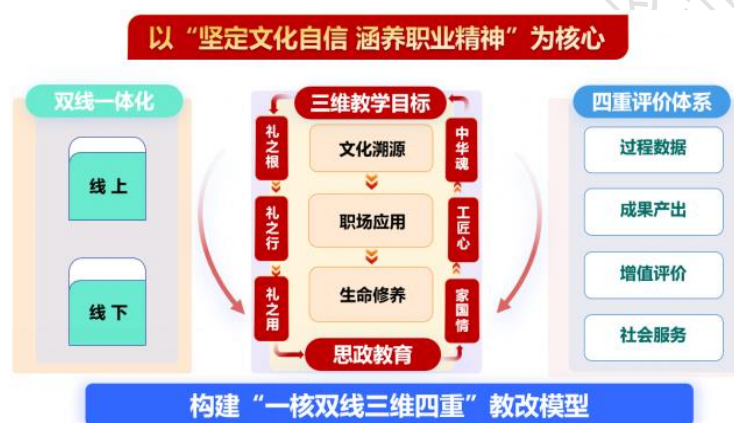 以“坚定文化自信 涵养职业精神”为核心
双线一体化
线上
线下
三维教学目标
礼之根
礼之行
礼之用
文化溯源
职场应用
生命修养
中华魂
工匠心
家国情
思政教育
四重评价体系
过程数据
成果产出
增值评价
社会服务
构建“一核双线三维四重”教改模型